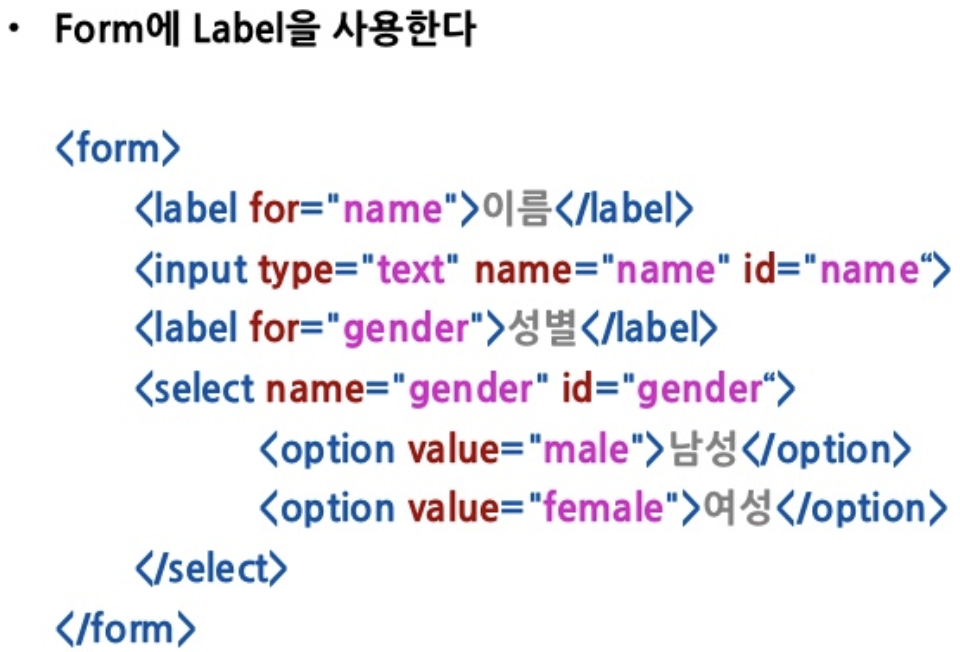 • Form에 Label을 사용한다
<form>
<label for="name">이름</label>
<input type="text" name="name" id="name“>
<label for="gender">성별</label>
<select name="gender" id="gender“>
<option value="male">남성</option>
<option value="female">여성</option>
</select>
</form>